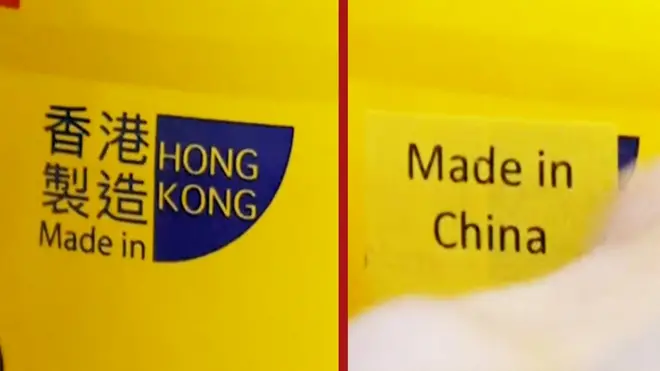 香港
製造
Made in
HONG
KONG
Made in
China